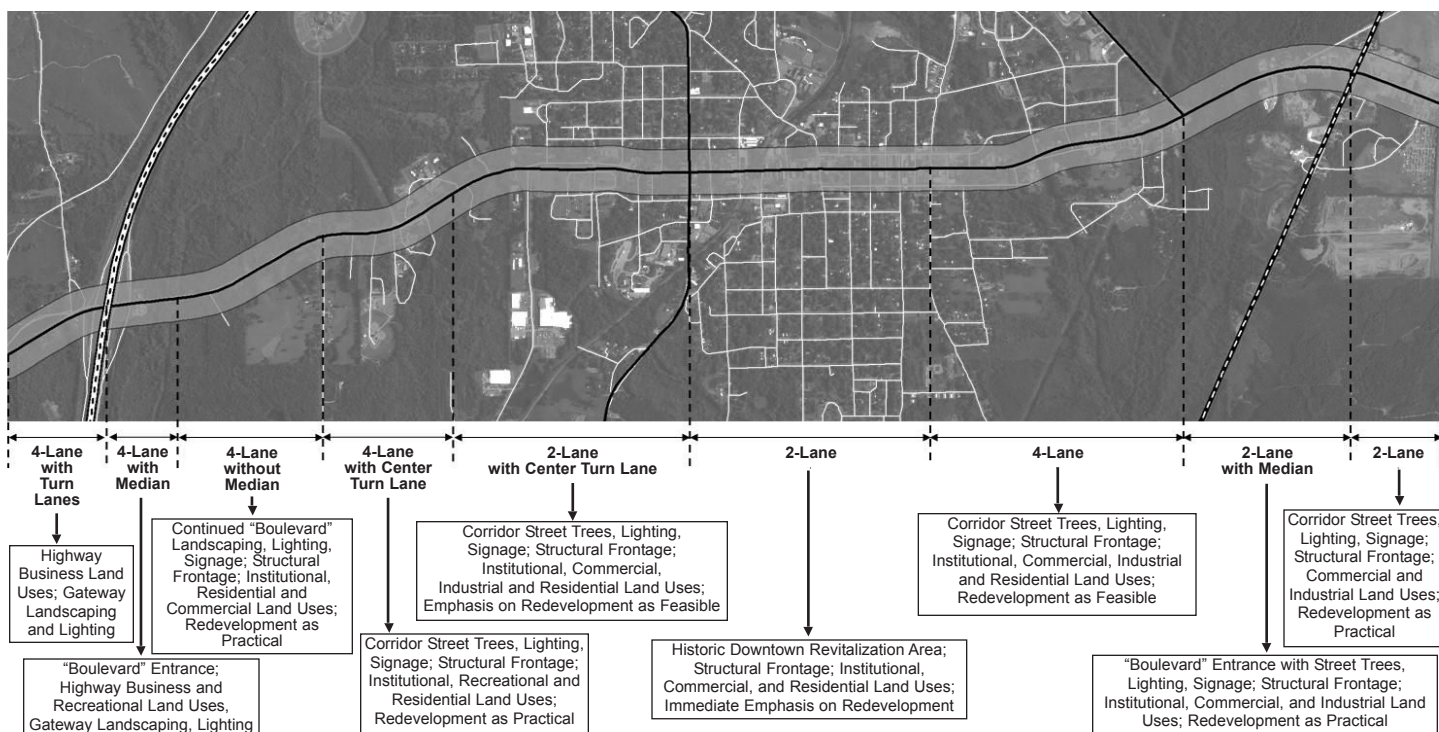 4-Lane
with
Turn
Lanes
4-Lane
with
Median
4-Lane
without
Median
4-Lane
with Center
Turn Lane
2-Lane
with Center Turn Lane
2-Lane
4-Lane
2-Lane
with Median
2-Lane
Highway
Business Land
Uses; Gateway
Landscaping
and Lighting
"Boulevard" Entrance;
Highway Business and
Recreational Land Uses,
Gateway Landscaping, Lighting
Continued "Boulevard"
Landscaping, Lighting,
Signage; Structural
Frontage; Institutional,
Residential and
Commercial Land Uses;
Redevelopment as
Practical
Corridor Street Trees, Lighting,
Signage; Structural Frontage;
Institutional, Recreational and
Residential Land Uses;
Redevelopment as Practical
Corridor Street Trees, Lighting,
Signage; Structural Frontage;
Institutional, Commercial,
Industrial and Residential Land Uses;
Emphasis on Redevelopment as Feasible
Historic Downtown Revitalization Area;
Structural Frontage; Institutional,
Commercial, and Residential Land Uses;
Immediate Emphasis on Redevelopment
Corridor Street Trees, Lighting,
Signage; Structural Frontage;
Institutional, Commercial, Industrial
and Residential Land Uses;
Redevelopment as Feasible
"Boulevard" Entrance with Street Trees,
Lighting, Signage; Structural Frontage;
Institutional, Commercial, and Industrial Land
Uses; Redevelopment as Practical
Corridor Street Trees,
Lighting, Signage;
Structural Frontage;
Commercial and
Industrial Land Uses;
Redevelopment as
Practical